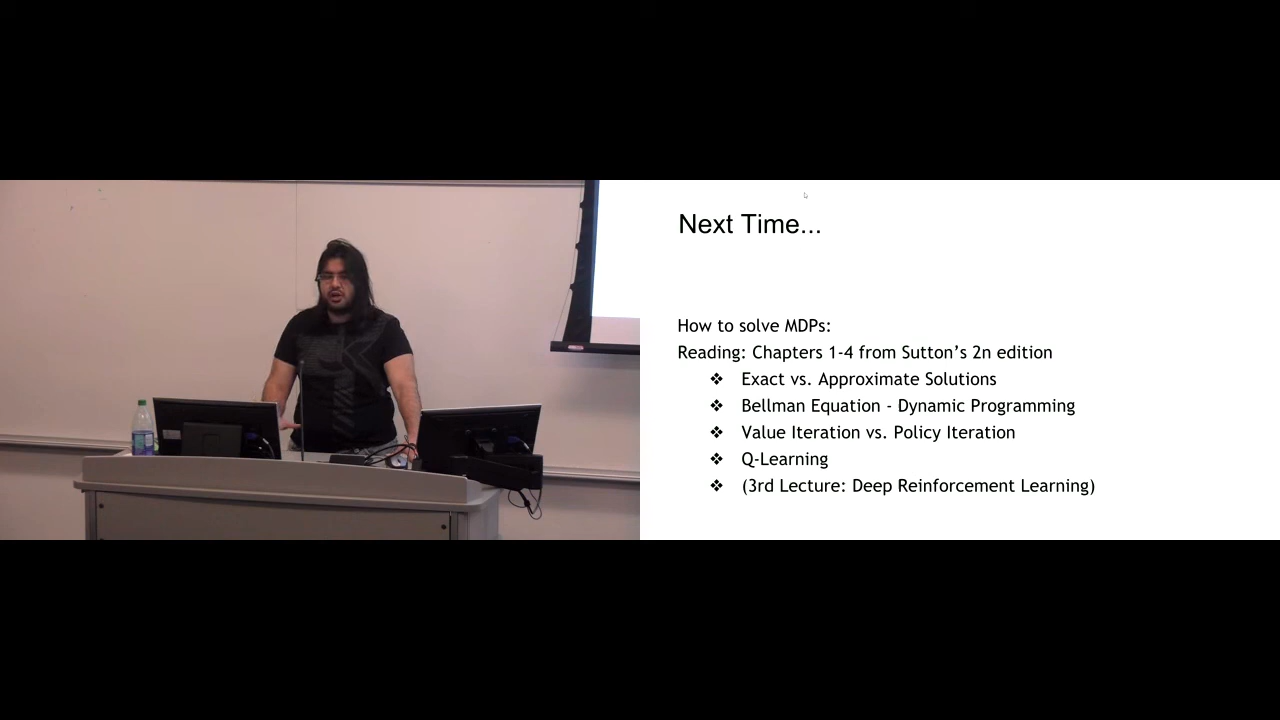 Next Time...
How to solve MDPs:
Reading: Chapters 1-4 from Sutton’s 2n edition
❖ Exact vs. Approximate Solutions
❖ Bellman Equation - Dynamic Programming
❖ Value Iteration vs. Policy Iteration
❖ Q-Learning
❖ (3rd Lecture: Deep Reinforcement Learning)